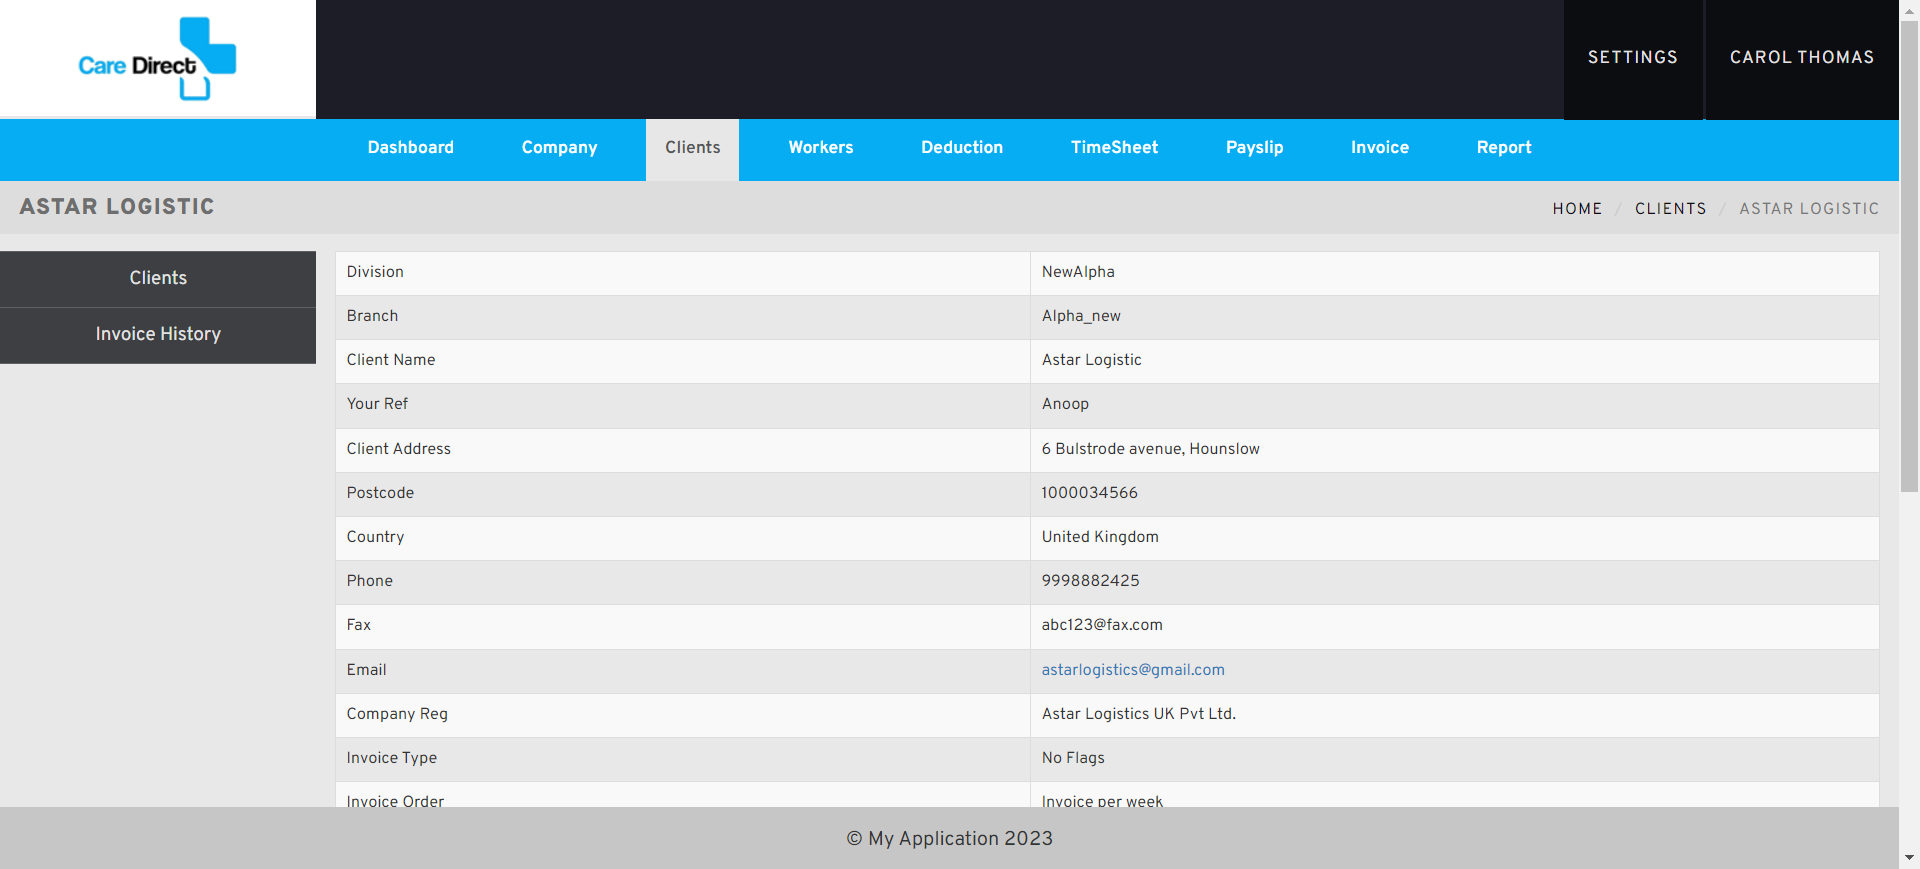 Care Direct
SETTINGS
CAROL THOMAS
Dashboard Company Clients Workers Deduction TimeSheet Payslip Invoice Report
ASTAR LOGISTIC
HOME / CLIENTS / ASTAR LOGISTIC
Clients
Invoice History
Division NewAlpha
Branch Alpha_new
Client Name Astar Logistic
Your Ref Anoop
Client Address 6 Bulstrode avenue, Hounslow
Postcode 1000034566
Country United Kingdom
Phone 9998882425
Fax abc123@fax.com
Email astarlogistics@gmail.com
Company Reg Astar Logistics UK Pvt Ltd.
Invoice Type No Flags
Invoice Order Invoice per week
© My Application 2023